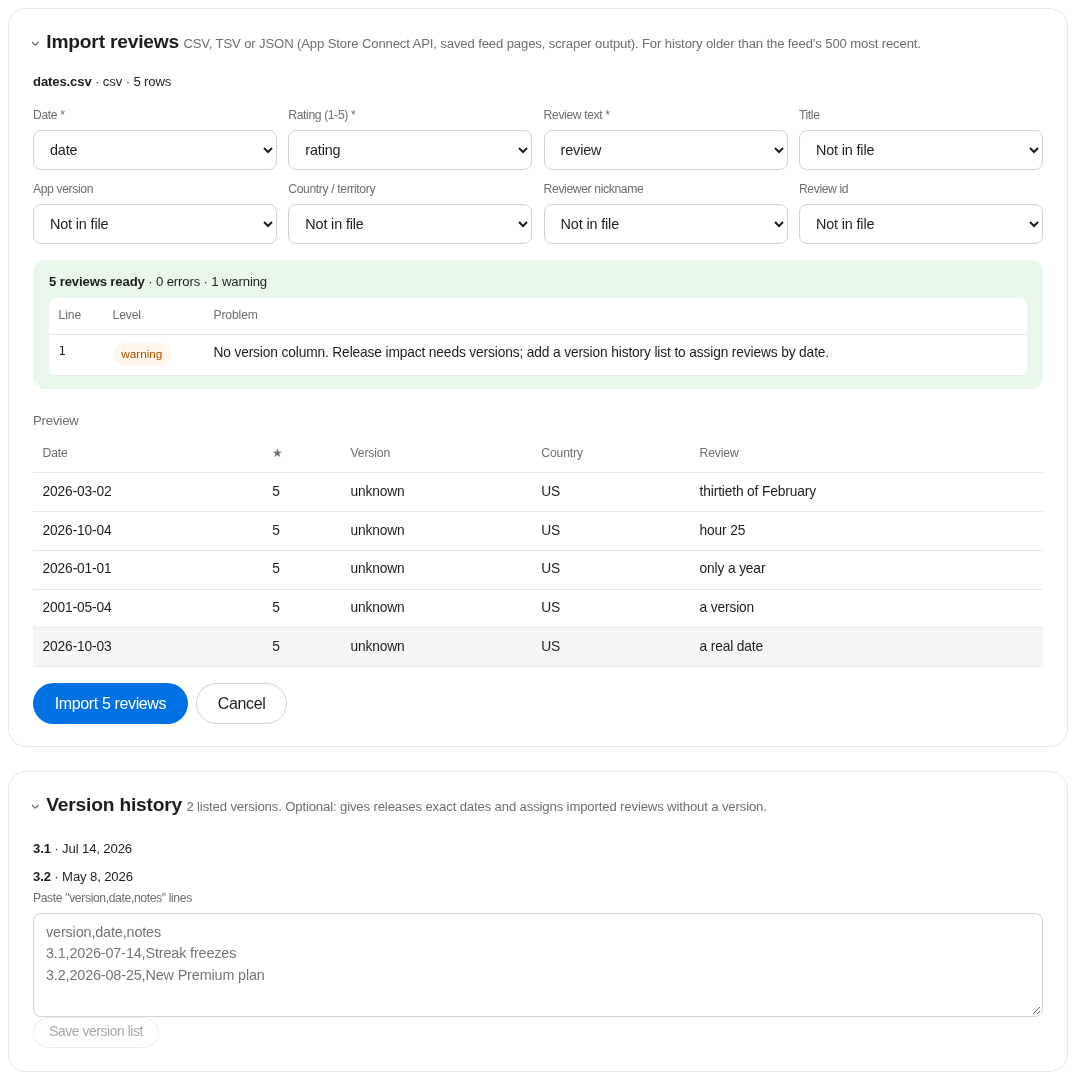 Import reviews CSV, TSV or JSON (App Store Connect API, saved feed pages, scraper output). For history older than the feed's 500 most recent.
dates.csv · csv · 5 rows
Date * Rating (1-5) * Review text * Title
date rating review Not in file
App version Country / territory Reviewer nickname Review id
Not in file Not in file Not in file Not in file
5 reviews ready · 0 errors · 1 warning
Line Level Problem
1 warning No version column. Release impact needs versions; add a version history list to assign reviews by date.
Preview
Date ★ Version Country Review
2026-03-02 5 unknown US thirtieth of February
2026-10-04 5 unknown US hour 25
2026-01-01 5 unknown US only a year
2001-05-04 5 unknown US a version
2026-10-03 5 unknown US a real date
Import 5 reviews Cancel
Version history 2 listed versions. Optional: gives releases exact dates and assigns imported reviews without a version.
3.1 · Jul 14, 2026
3.2 · May 8, 2026
Paste "version,date,notes" lines
version,date,notes
3.1,2026-07-14,Streak freezes
3.2,2026-08-25,New Premium plan
Save version list